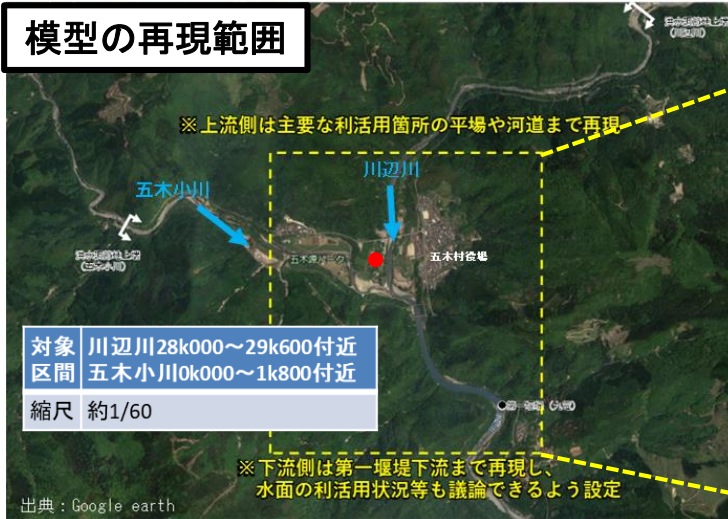 模型の再現範囲
※上流側は主要な利活用箇所の平場や河道まで再現
川辺川
五木小川
五木源パーク
五木村役場
対象区間 川辺川28k000～29k600付近
五木小川0k000～1k800付近
縮尺 約1/60
※下流側は第一堰堤下流まで再現し、
水面の利活用状況等も議論できるよう設定
出典：Google earth